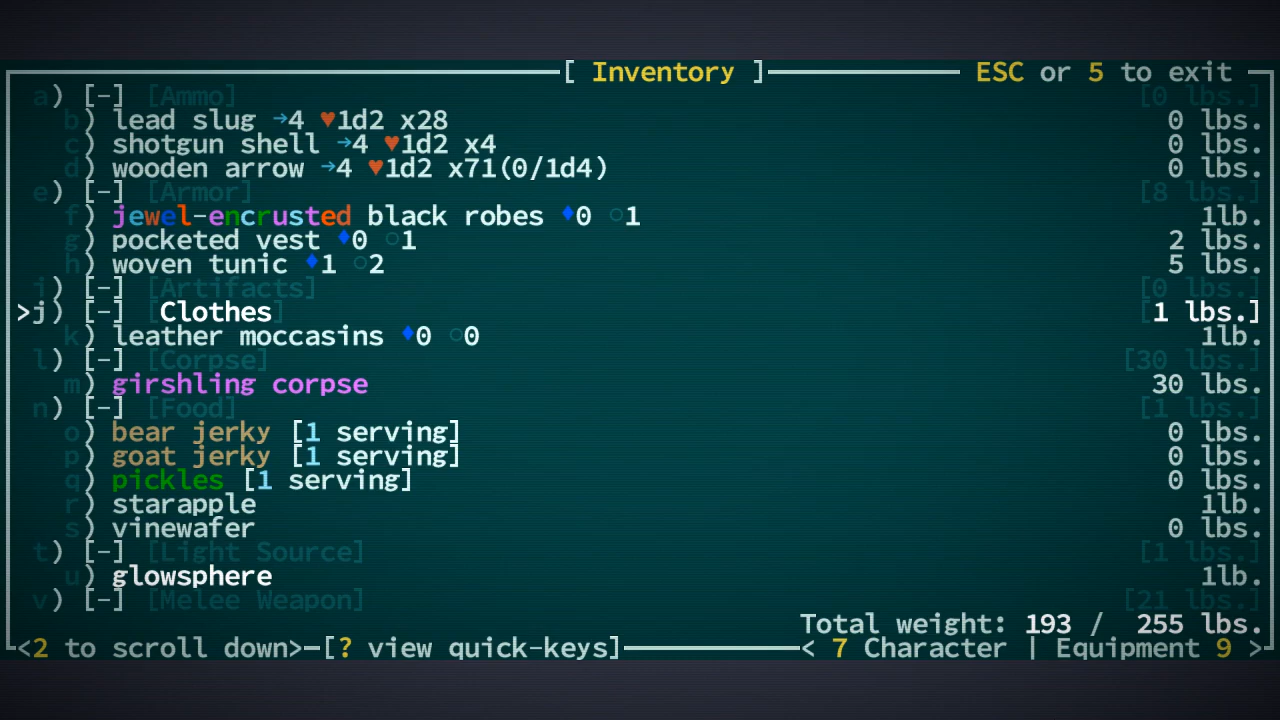 [ Inventory ] ESC or 5 to exit
a) [-] [Ammo] [0 lbs.]
b) lead slug →4 ♥1d2 x28 0 lbs.
c) shotgun shell →4 ♥1d2 x4 0 lbs.
d) wooden arrow →4 ♥1d2 x71(0/1d4) 0 lbs.
e) [-] [Armor] [8 lbs.]
f) jewel-encrusted black robes ♦0 ○1 1lb.
g) pocketed vest ♦0 ○1 2 lbs.
h) woven tunic ♦1 ○2 5 lbs.
i) [-] [Artifacts] [0 lbs.]
>j) [-] [Clothes] [1 lbs.]
k) leather moccasins ♦0 ○0 1lb.
l) [-] [Corpse] [30 lbs.]
m) girshling corpse 30 lbs.
n) [-] [Food] [1 lbs.]
o) bear jerky [1 serving] 0 lbs.
p) goat jerky [1 serving] 0 lbs.
q) pickles [1 serving] 0 lbs.
r) starapple 1lb.
s) vinewafer 0 lbs.
t) [-] [Light Source] [1 lbs.]
u) glowsphere 1lb.
v) [-] [Melee Weapon] [21 lbs.]
Total weight: 193 / 255 lbs.
<2 to scroll down> [? view quick-keys] < 7 Character | Equipment 9 >